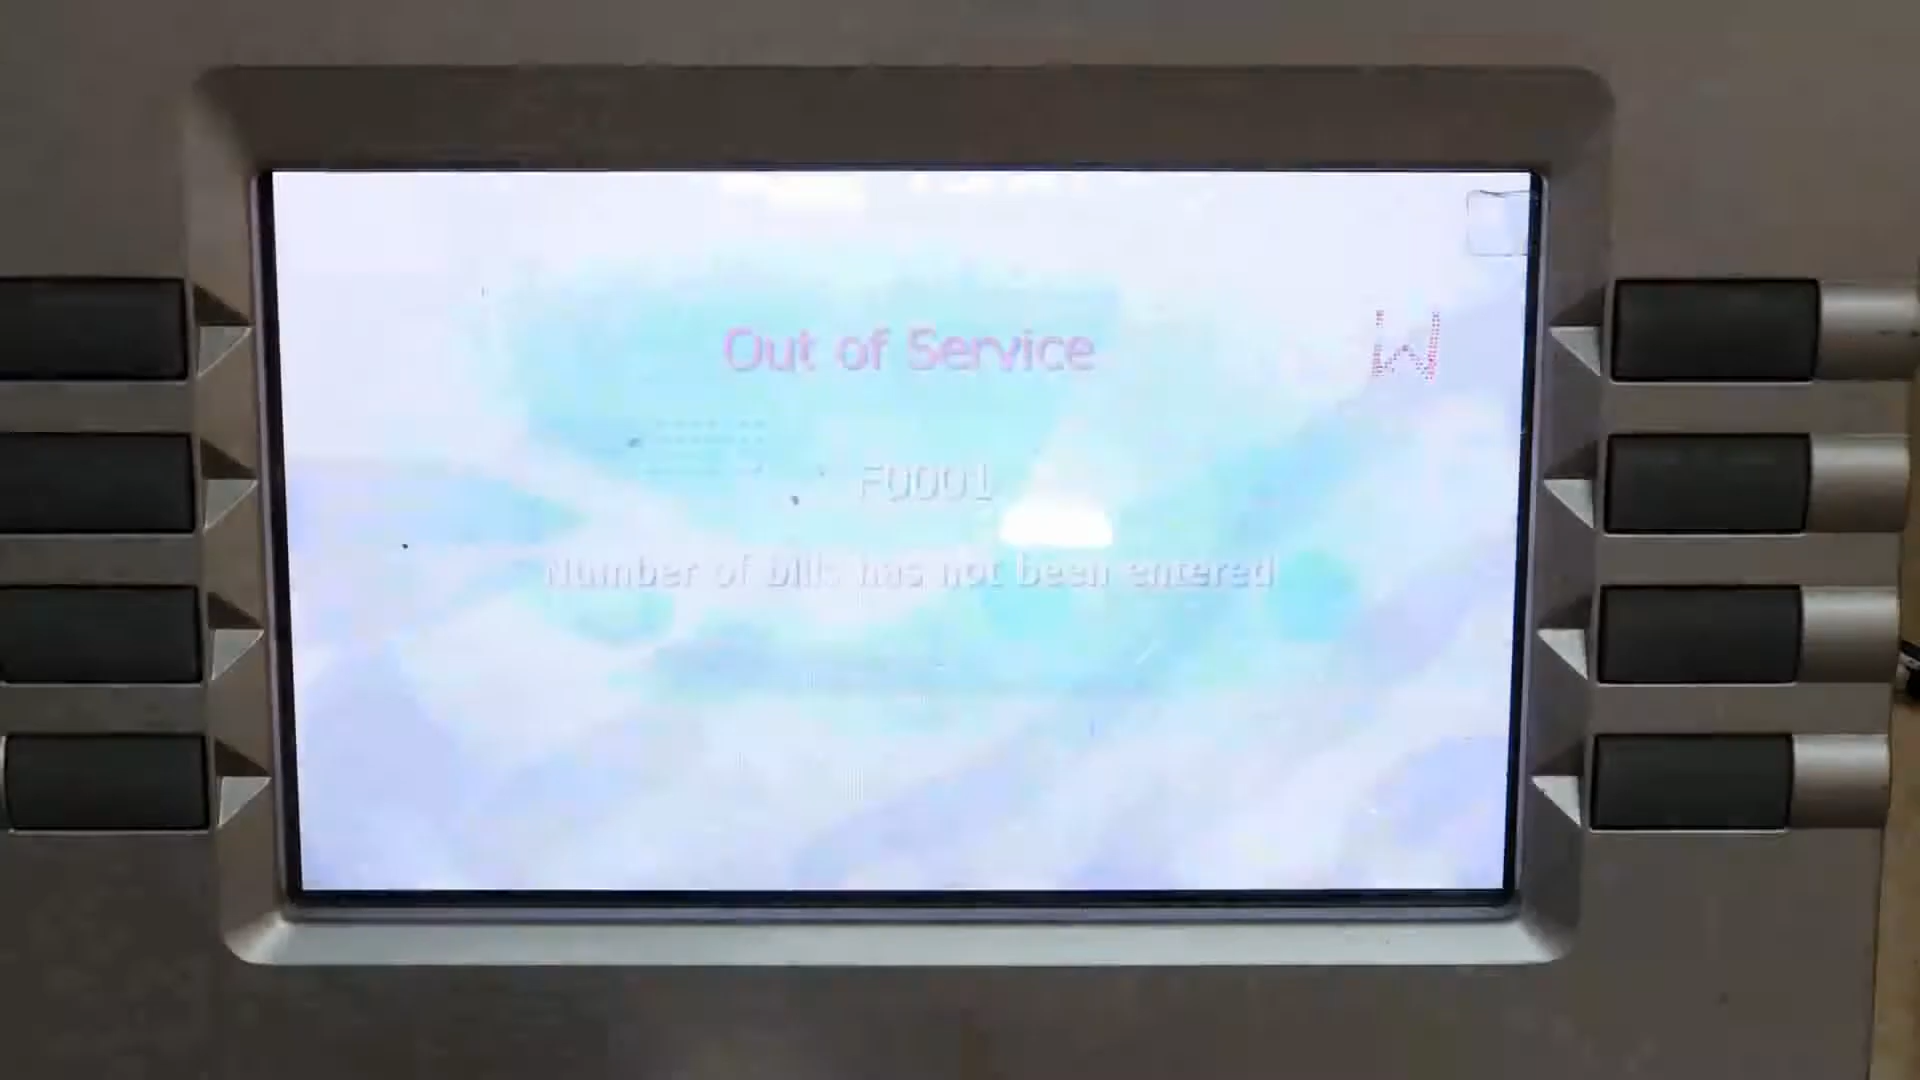 Out of Service
M
F0001
Number of bills has not been entered